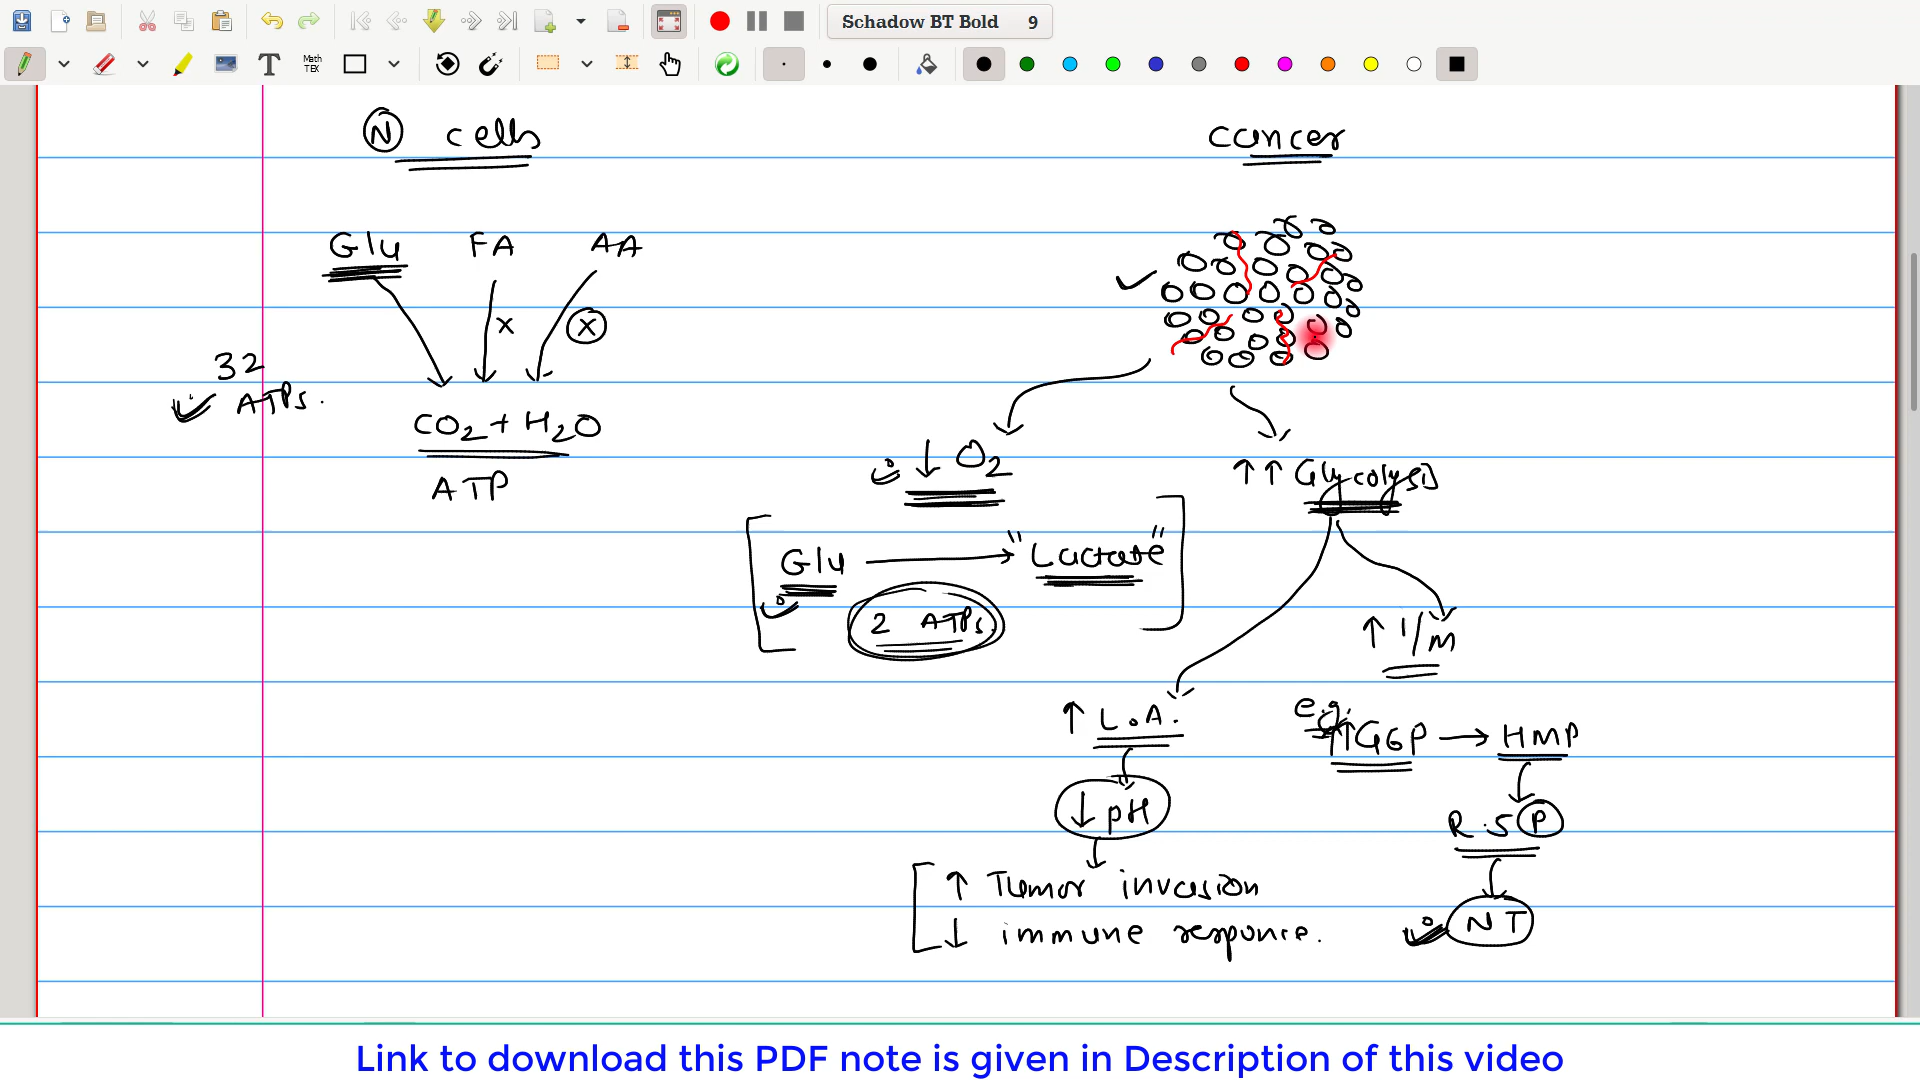 Schadow BT Bold 9
T Math TEX
N cells
cancer
Glu FA AA
x x
32
ATPs.
CO2 + H2O
ATP
↓ O2
↑↑ Glycolysis
Glu → "Lactate"
2 ATPs.
↑ I/M
↑ L.A.
e.g. ↑G6P → HMP
↓ pH
R.5 P
↑ Tumor invasion
↓ immune response.
NT
Link to download this PDF note is given in Description of this video